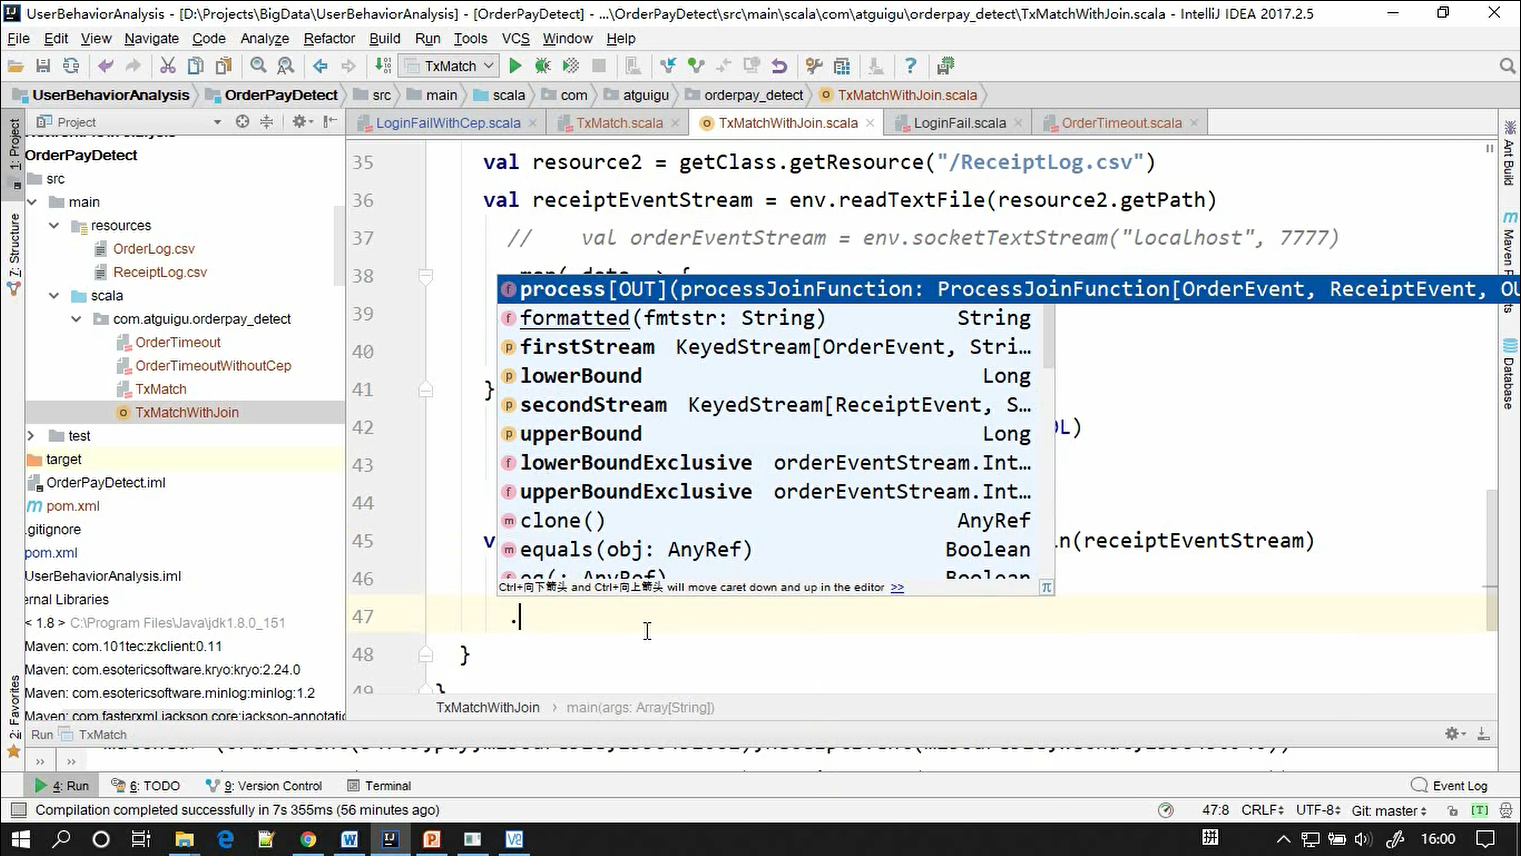 UserBehaviorAnalysis - [D:\Projects\BigData\UserBehaviorAnalysis] - [OrderPayDetect] - ...\OrderPayDetect\src\main\scala\com\atguigu\orderpay_detect\TxMatchWithJoin.scala - IntelliJ IDEA 2017.2.5
File Edit View Navigate Code Analyze Refactor Build Run Tools VCS Window Help
TxMatch
UserBehaviorAnalysis OrderPayDetect src main scala com atguigu orderpay_detect TxMatchWithJoin.scala
Project
LoginFailWithCep.scala TxMatch.scala TxMatchWithJoin.scala LoginFail.scala OrderTimeout.scala
1: Project
7: Structure
2: Favorites
OrderPayDetect
src
main
resources
OrderLog.csv
ReceiptLog.csv
scala
com.atguigu.orderpay_detect
OrderTimeout
OrderTimeoutWithoutCep
TxMatch
TxMatchWithJoin
test
target
OrderPayDetect.iml
pom.xml
.gitignore
pom.xml
UserBehaviorAnalysis.iml
ernal Libraries
< 1.8 > C:\Program Files\Java\jdk1.8.0_151
Maven: com.101tec:zkclient:0.11
Maven: com.esotericsoftware.kryo:kryo:2.24.0
Maven: com.esotericsoftware.minlog:minlog:1.2
Maven: com.fasterxml.jackson.core:jackson-annotatio
35 val resource2 = getClass.getResource("/ReceiptLog.csv")
36 val receiptEventStream = env.readTextFile(resource2.getPath)
37 // val orderEventStream = env.socketTextStream("localhost", 7777)
38
39
40
41 }
42 OL)
43
44
45 v n(receiptEventStream)
46
47 .
48 }
49 }
process[OUT](processJoinFunction: ProcessJoinFunction[OrderEvent, ReceiptEvent, OU
formatted(fmtstr: String) String
firstStream KeyedStream[OrderEvent, Stri...
lowerBound Long
secondStream KeyedStream[ReceiptEvent, S...
upperBound Long
lowerBoundExclusive orderEventStream.Int...
upperBoundExclusive orderEventStream.Int...
clone() AnyRef
equals(obj: AnyRef) Boolean
eq(: AnyRef) Boolean
Ctrl+向下箭头 and Ctrl+向上箭头 will move caret down and up in the editor >>
TxMatchWithJoin main(args: Array[String])
Ant Build
Maven
Database
Run TxMatch
4: Run 6: TODO 9: Version Control Terminal Event Log
Compilation completed successfully in 7s 355ms (56 minutes ago) 47:8 CRLF UTF-8 Git: master [T]
拼 16:00